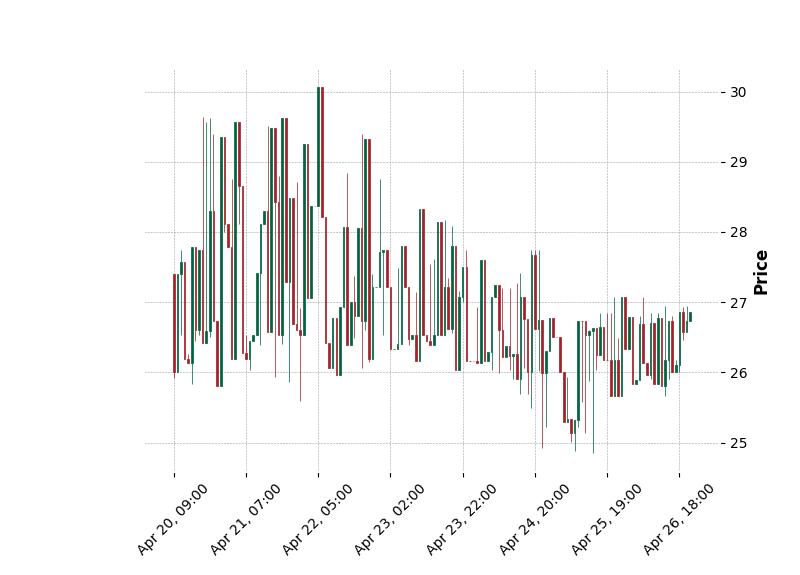 30
29
28
27
26
25
Price
Apr 20, 09:00
Apr 21, 07:00
Apr 22, 05:00
Apr 23, 02:00
Apr 23, 22:00
Apr 24, 20:00
Apr 25, 19:00
Apr 26, 18:00